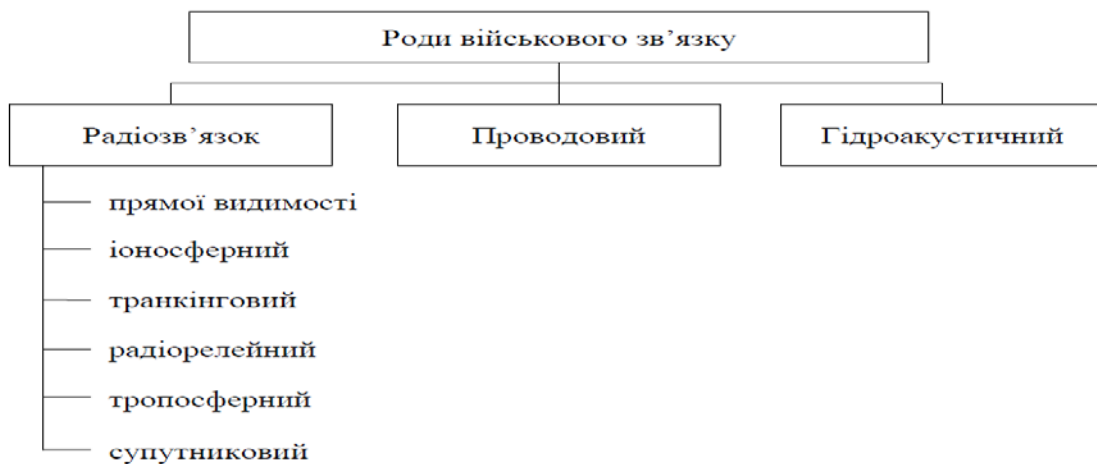 Роди військового зв’язку
Радіозв’язок
Проводовий
Гідроакустичний
прямої видимості
іоносферний
транкінговий
радіорелейний
тропосферний
супутниковий